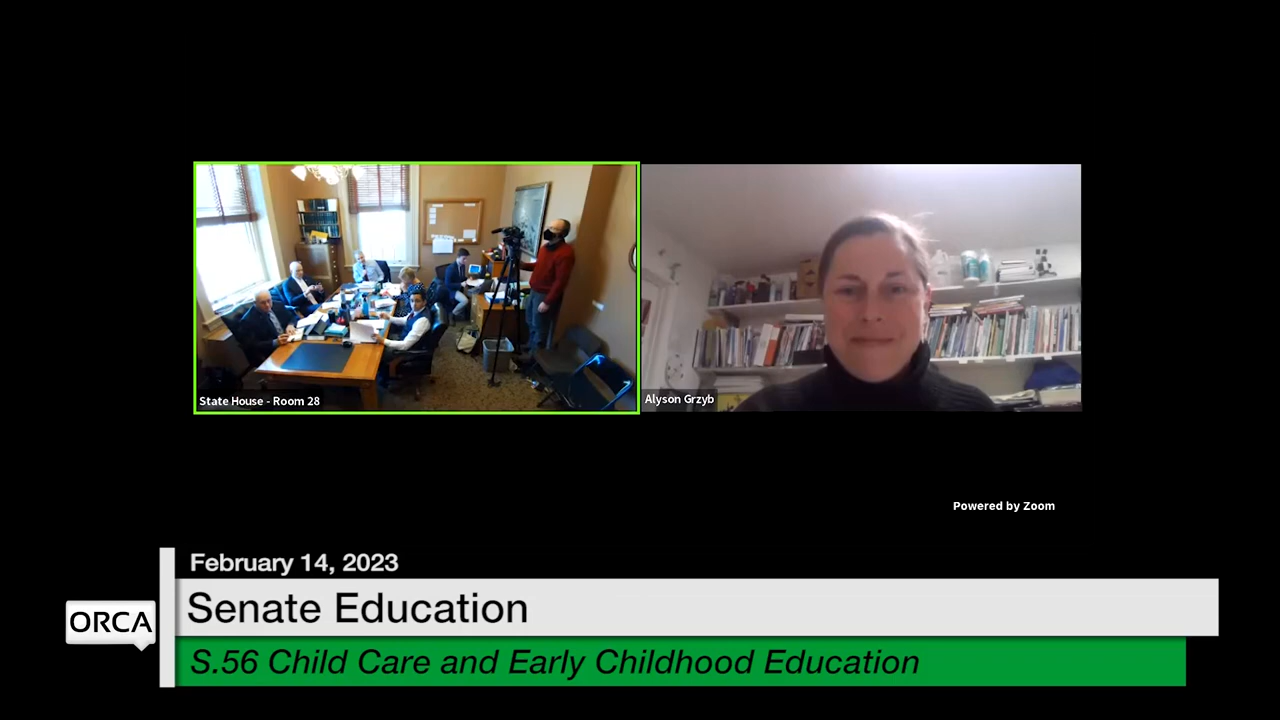 State House - Room 28
Alyson Grzyb
Powered by Zoom
February 14, 2023
Senate Education
ORCA
S.56 Child Care and Early Childhood Education